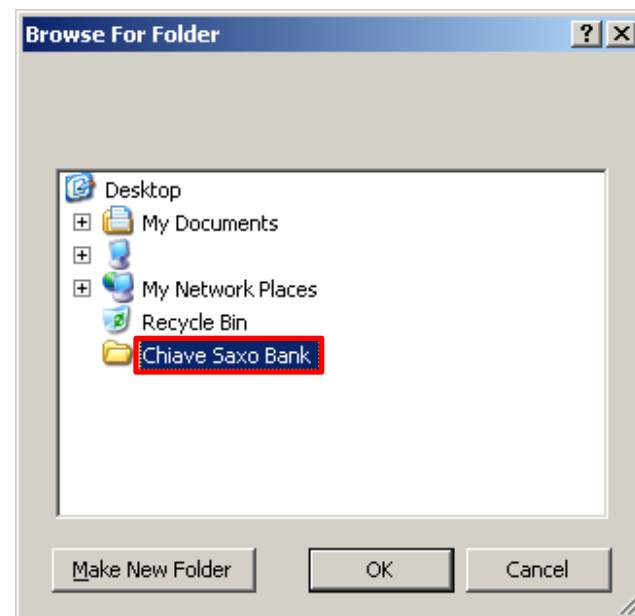 Browse For Folder
Desktop
My Documents
My Network Places
Recycle Bin
Chiave Saxo Bank
Make New Folder
OK
Cancel